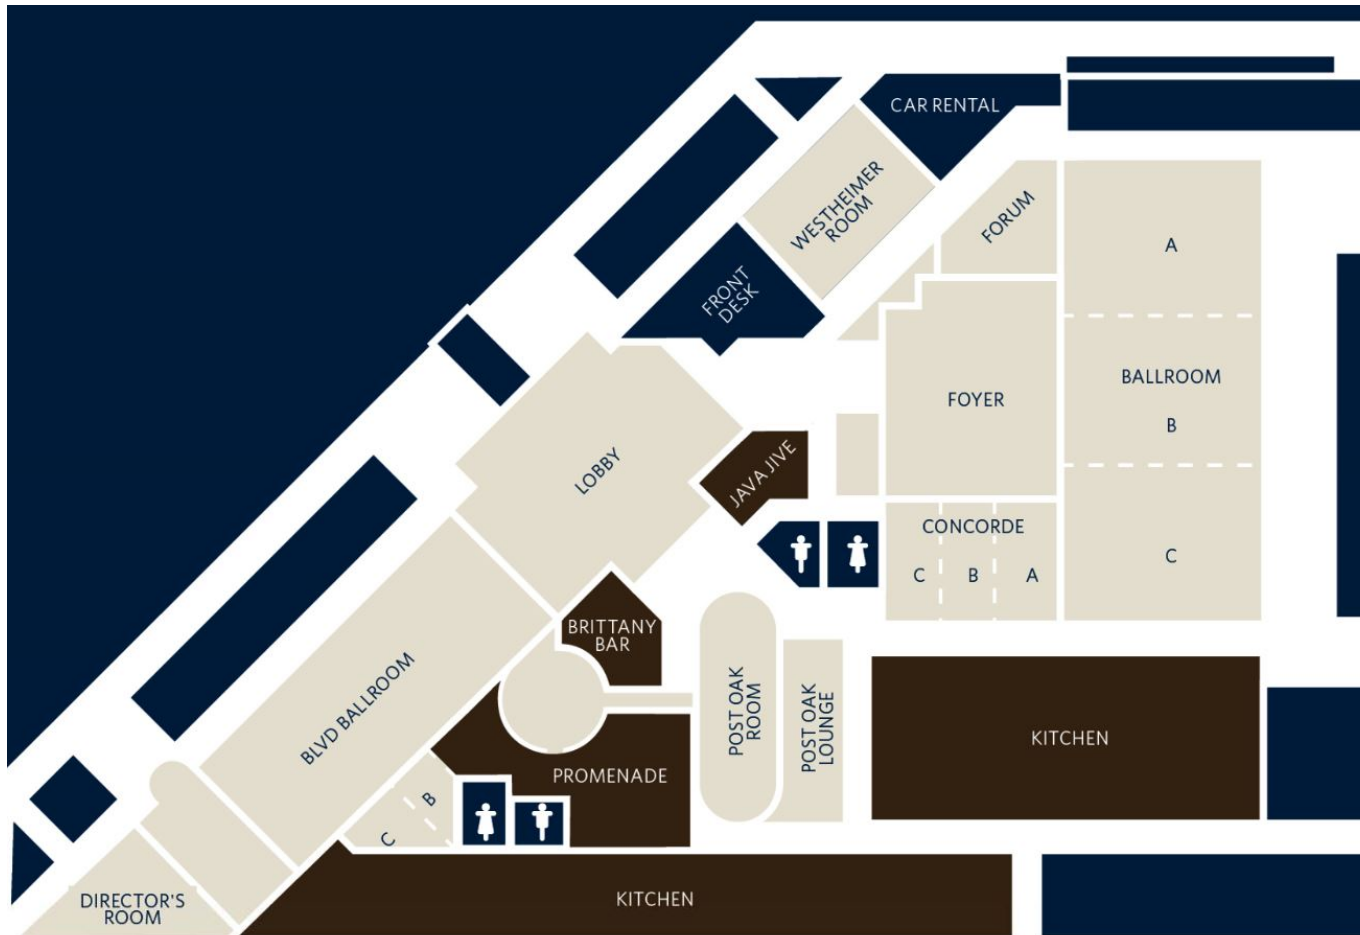 CAR RENTAL
WESTHEIMER
ROOM
FORUM
A
FRONT
DESK
BALLROOM
FOYER
B
LOBBY
JAVA JIVE
CONCORDE
C
B
A
C
BRITTANY
BAR
BLVD BALLROOM
POST OAK
ROOM
POST OAK
LOUNGE
KITCHEN
PROMENADE
B
C
DIRECTOR'S
ROOM
KITCHEN